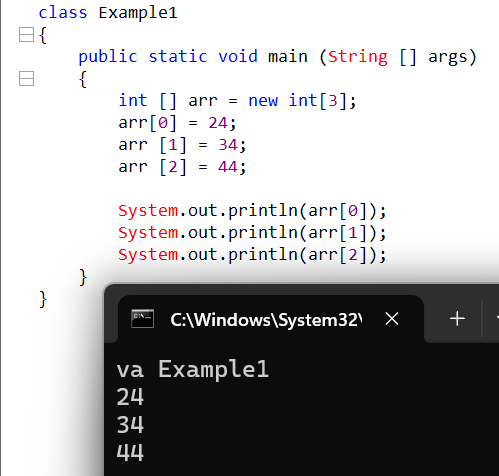 class Example1
{
public static void main (String [] args)
{
int [] arr = new int[3];
arr[0] = 24;
arr [1] = 34;
arr [2] = 44;
System.out.println(arr[0]);
System.out.println(arr[1]);
System.out.println(arr[2]);
}
}
C:\Windows\System32\
va Example1
24
34
44